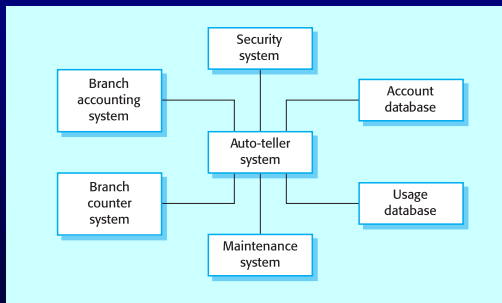 Security
system
Branch
accounting
system
Account
database
Auto-teller
system
Branch
counter
system
Usage
database
Maintenance
system